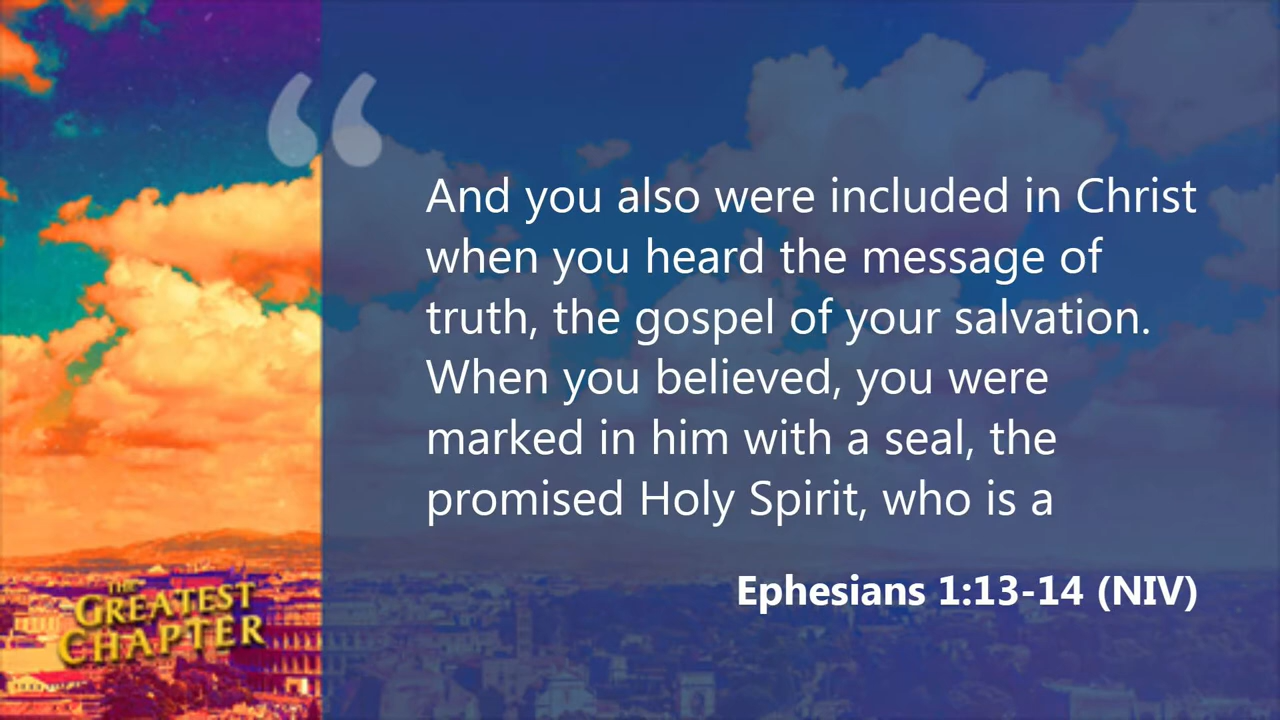 “
And you also were included in Christ
when you heard the message of
truth, the gospel of your salvation.
When you believed, you were
marked in him with a seal, the
promised Holy Spirit, who is a
Ephesians 1:13-14 (NIV)
THE
GREATEST
CHAPTER